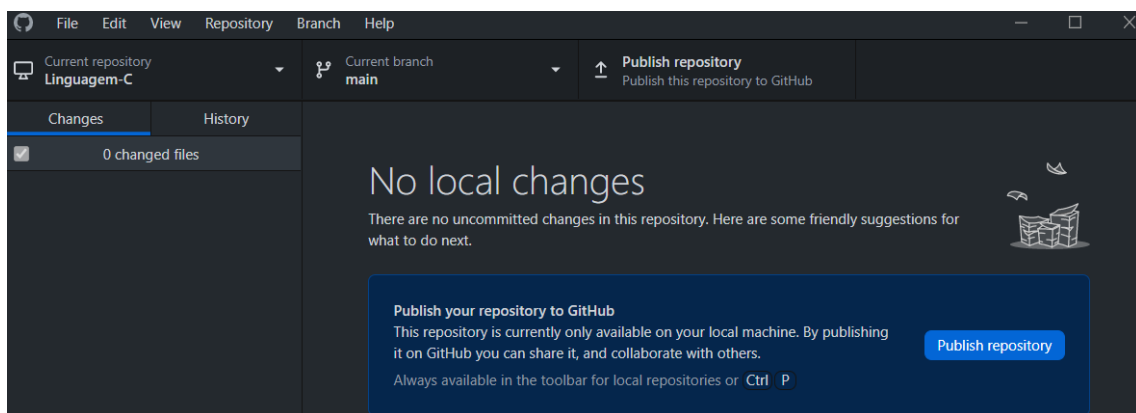 File Edit View Repository Branch Help
Current repository
Linguagem-C
Current branch
main
Publish repository
Publish this repository to GitHub
Changes History
0 changed files
No local changes
There are no uncommitted changes in this repository. Here are some friendly suggestions for
what to do next.
Publish your repository to GitHub
This repository is currently only available on your local machine. By publishing
it on GitHub you can share it, and collaborate with others.
Always available in the toolbar for local repositories or Ctrl P
Publish repository